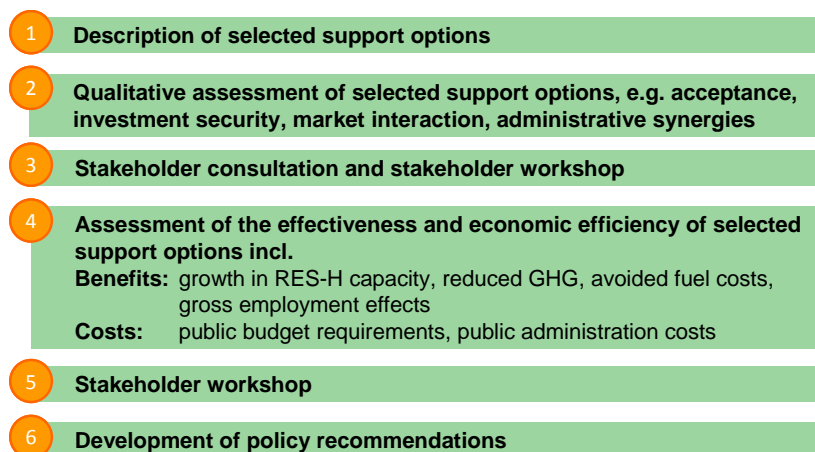 1 Description of selected support options
2 Qualitative assessment of selected support options, e.g. acceptance,
investment security, market interaction, administrative synergies
3 Stakeholder consultation and stakeholder workshop
4 Assessment of the effectiveness and economic efficiency of selected
support options incl.
Benefits: growth in RES-H capacity, reduced GHG, avoided fuel costs,
gross employment effects
Costs: public budget requirements, public administration costs
5 Stakeholder workshop
6 Development of policy recommendations